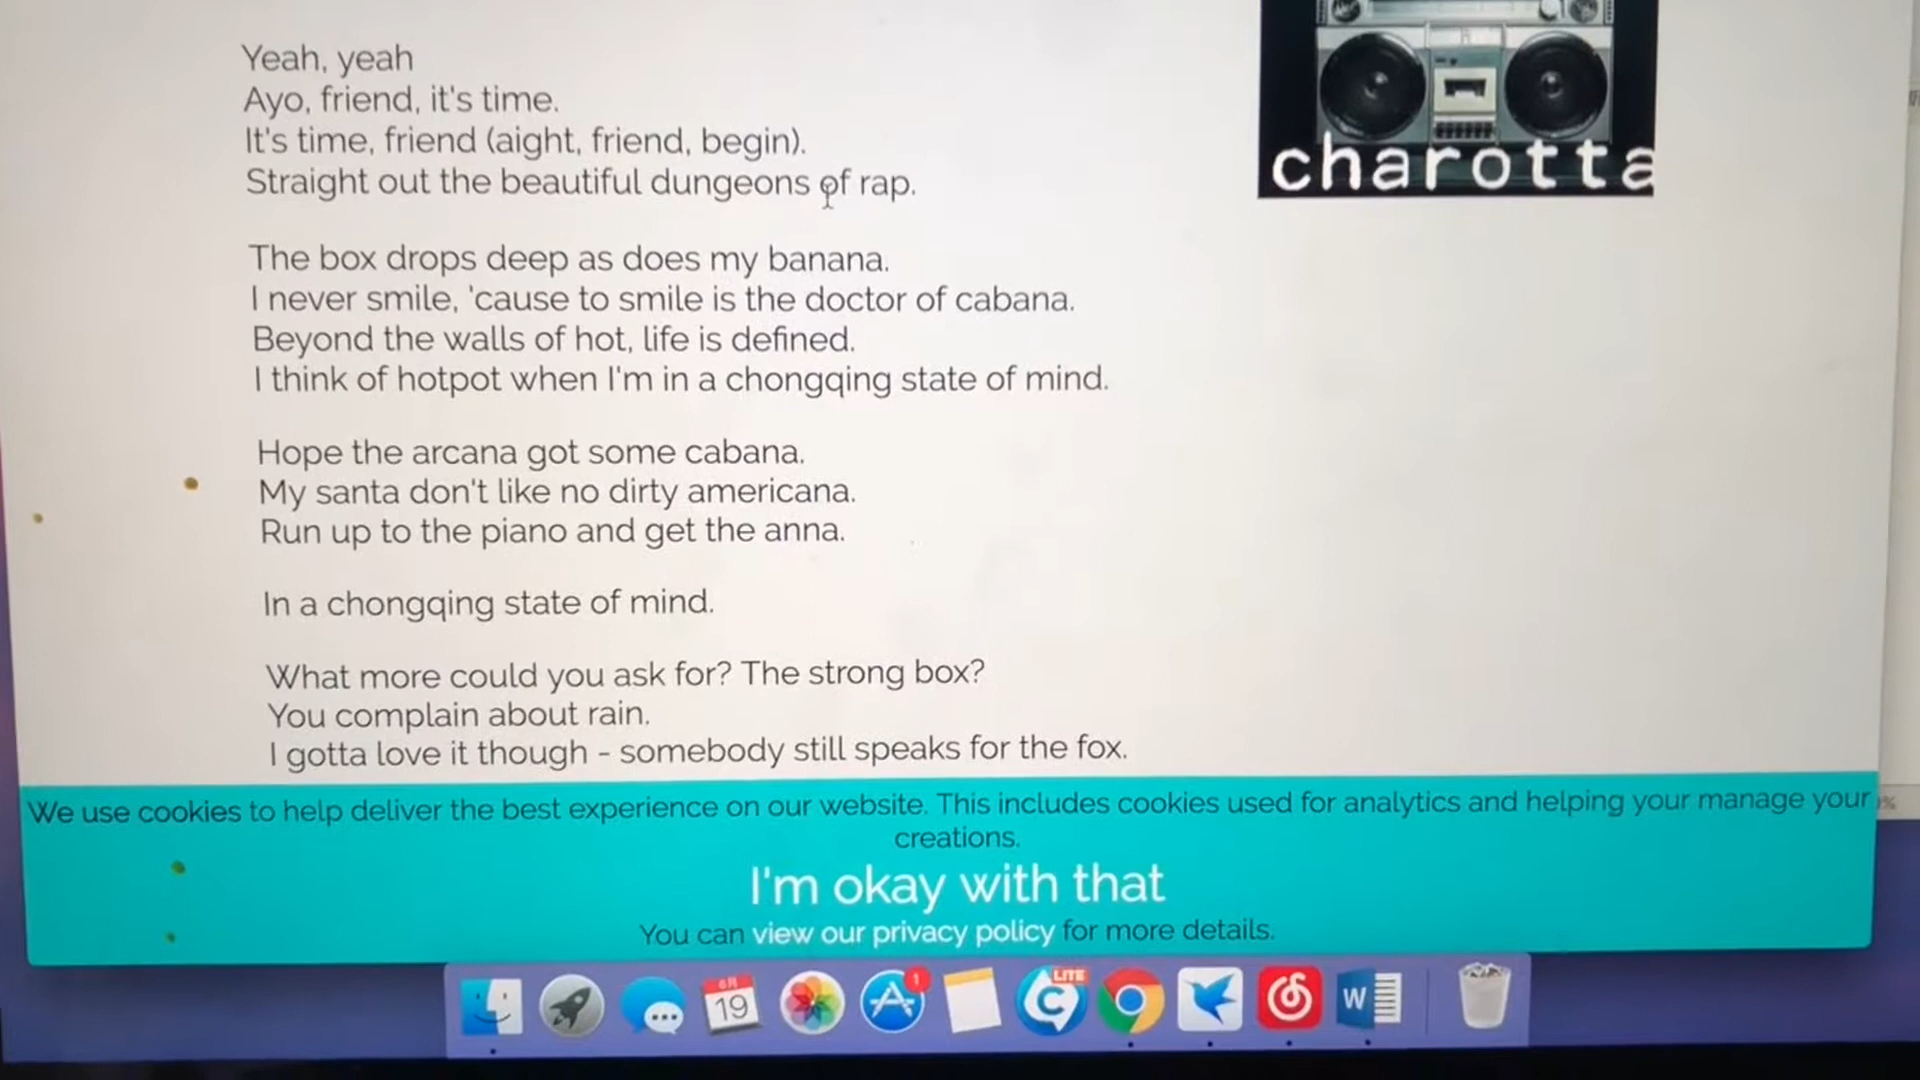 Yeah, yeah
Ayo, friend, it's time.
It's time, friend (aight, friend, begin).
Straight out the beautiful dungeons of rap.
charotta
The box drops deep as does my banana.
I never smile, 'cause to smile is the doctor of cabana.
Beyond the walls of hot, life is defined.
I think of hotpot when I'm in a chongqing state of mind.
Hope the arcana got some cabana.
My santa don't like no dirty americana.
Run up to the piano and get the anna.
In a chongqing state of mind.
What more could you ask for? The strong box?
You complain about rain.
I gotta love it though - somebody still speaks for the fox.
We use cookies to help deliver the best experience on our website. This includes cookies used for analytics and helping your manage your
creations.
I'm okay with that
You can view our privacy policy for more details.
6月
19
1
LITE
C
W